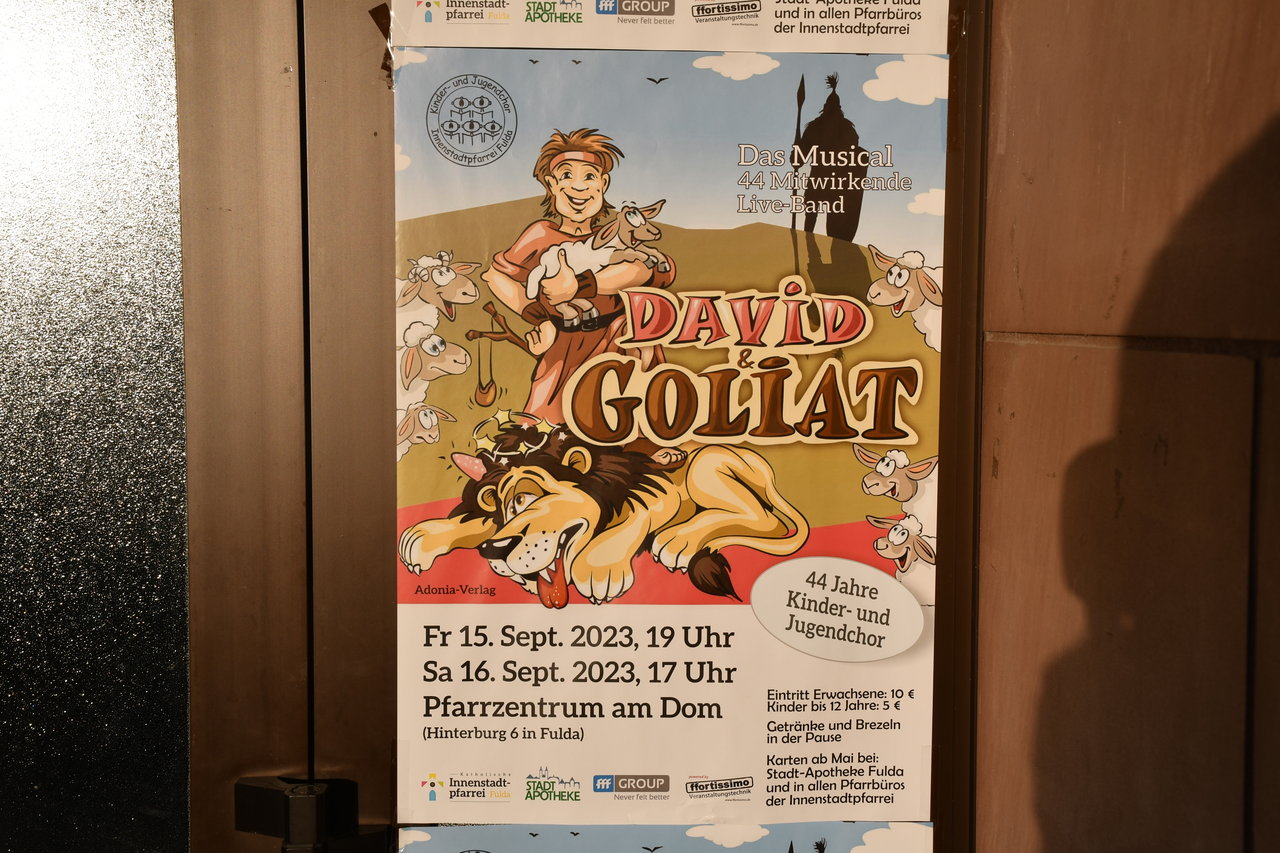 Innenstadt-
pfarrei Fulda
STADT
APOTHEKE
fff GROUP
Never felt better
ffortissimo
Veranstaltungstechnik
Stadt-Apotheke Fulda
und in allen Pfarrbüros
der Innenstadtpfarrei
Kinder- und Jugendchor
Innenstadtpfarrei Fulda
Das Musical
44 Mitwirkende
Live-Band
DAViD
&
GOLiAT
Adonia-Verlag
44 Jahre
Kinder- und
Jugendchor
Fr 15. Sept. 2023, 19 Uhr
Sa 16. Sept. 2023, 17 Uhr
Pfarrzentrum am Dom
(Hinterburg 6 in Fulda)
Eintritt Erwachsene: 10 €
Kinder bis 12 Jahre: 5 €
Getränke und Brezeln
in der Pause
Karten ab Mai bei:
Stadt-Apotheke Fulda
und in allen Pfarrbüros
der Innenstadtpfarrei
Katholische
Innenstadt-
pfarrei Fulda
STADT
APOTHEKE
fff GROUP
Never felt better
powered by
ffortissimo
Veranstaltungstechnik